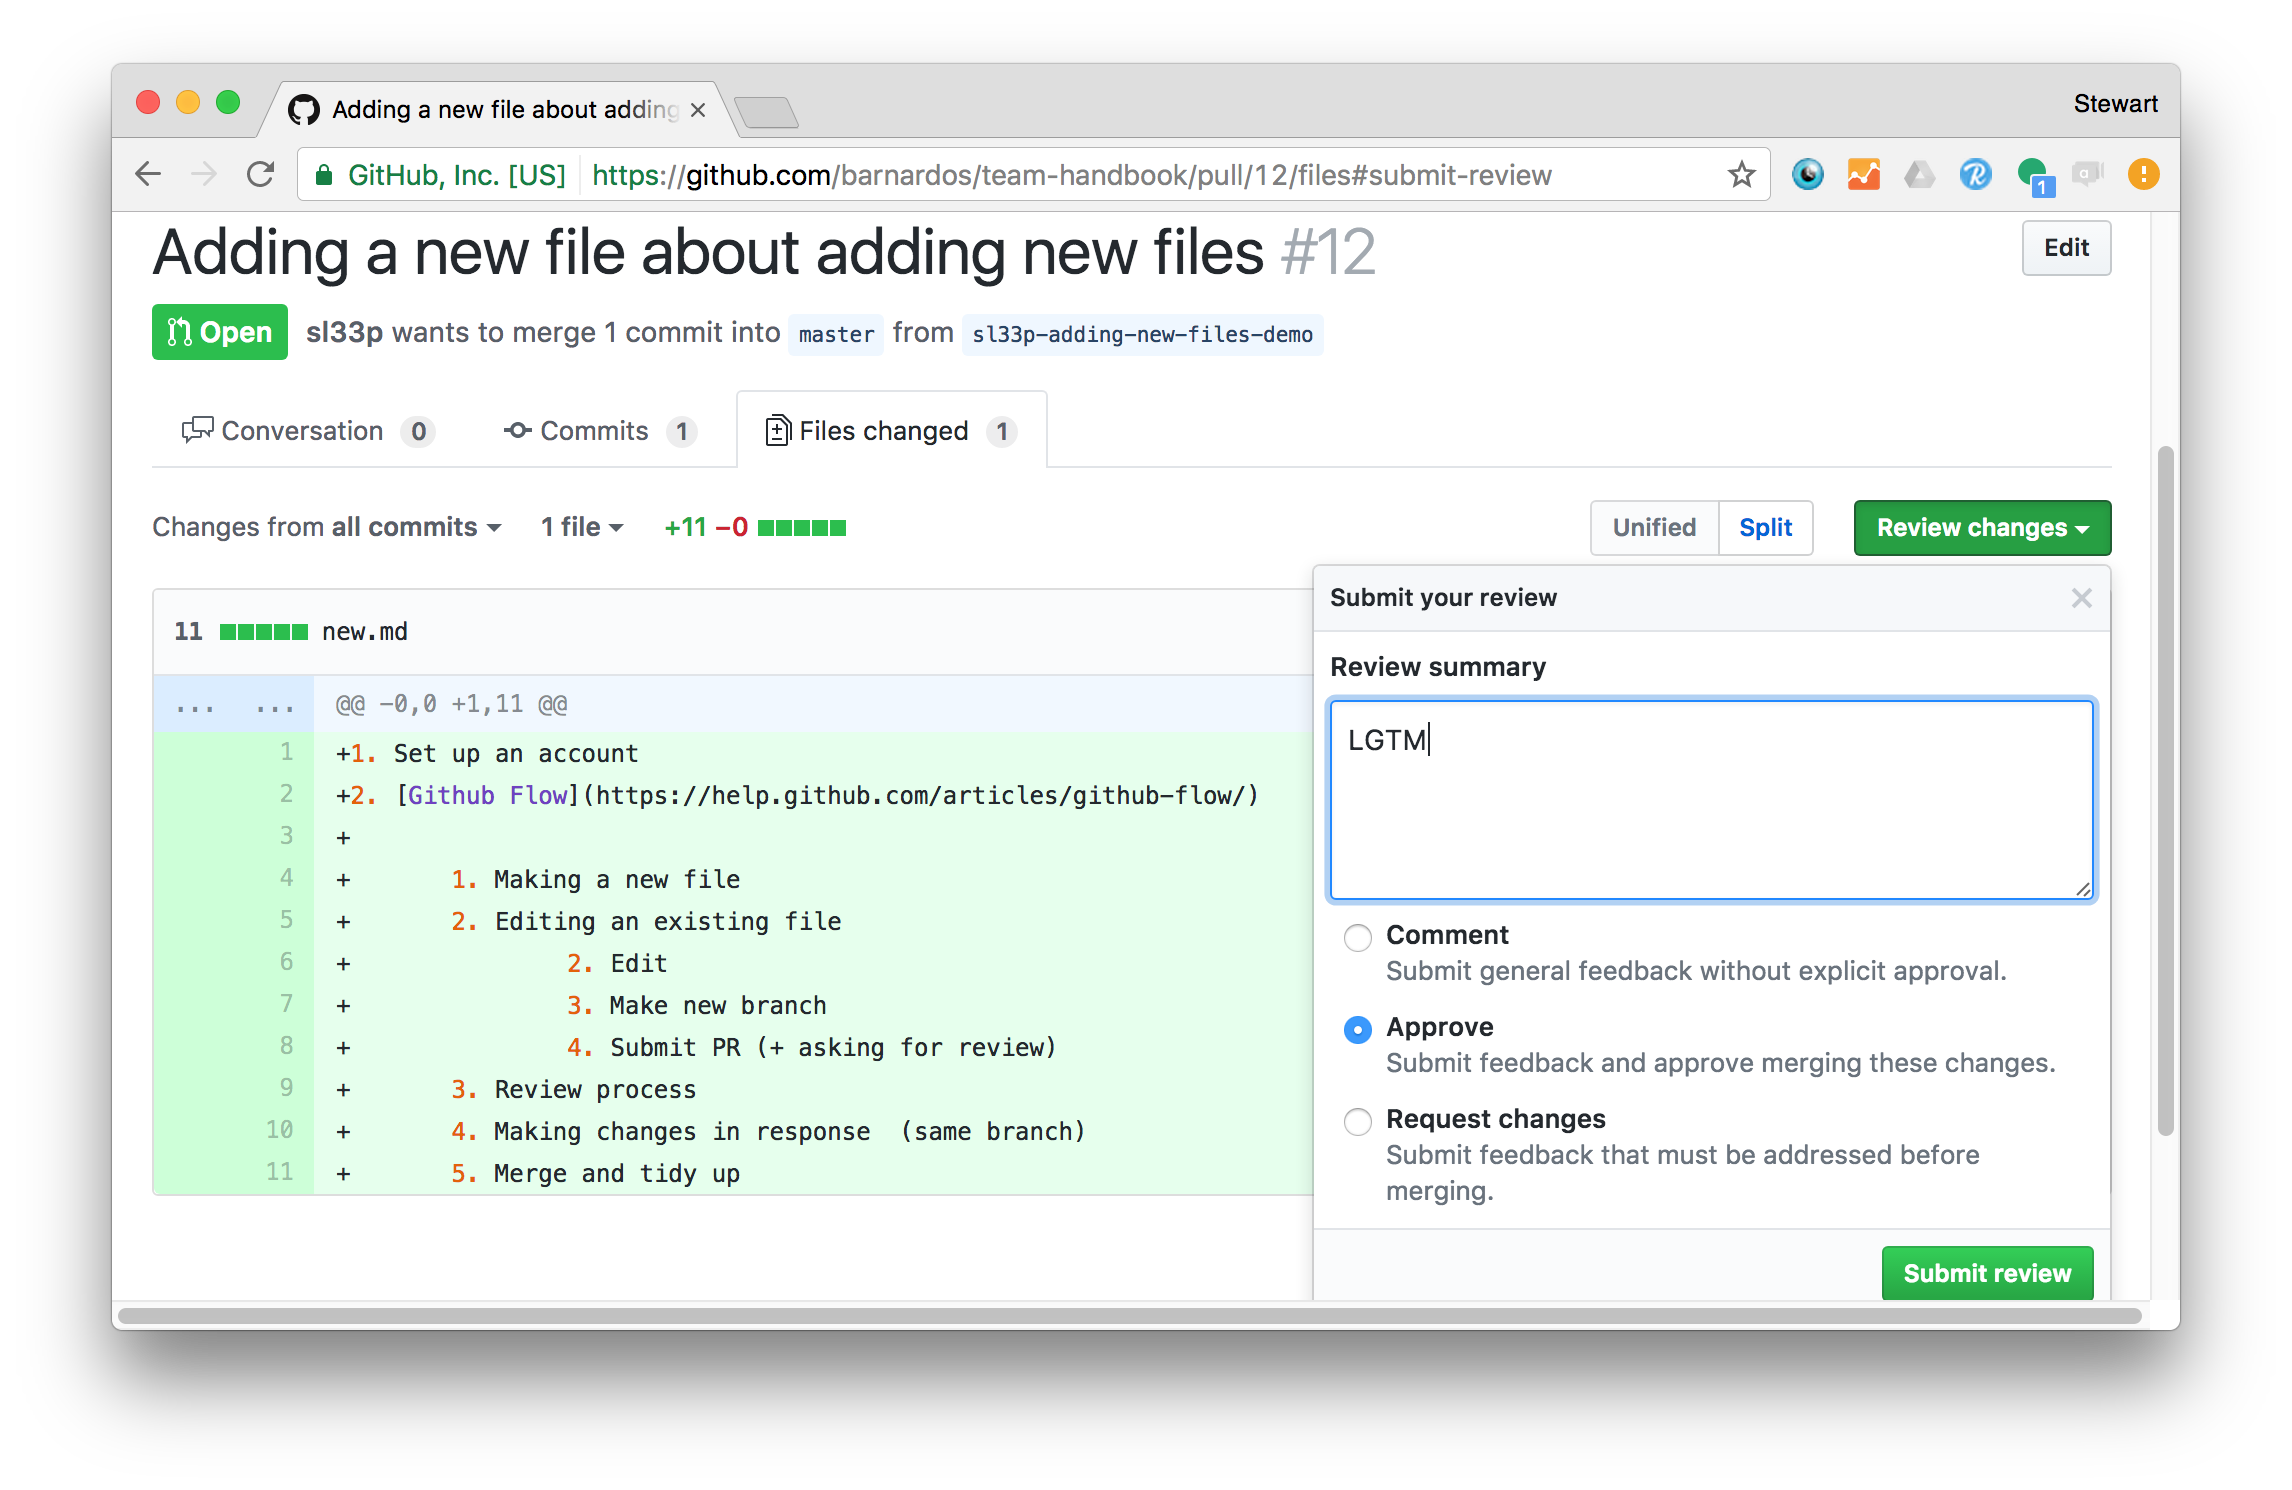 Adding a new file about adding
Stewart
GitHub, Inc. [US] https://github.com/barnardos/team-handbook/pull/12/files#submit-review
1
Adding a new file about adding new files #12
Edit
Open sl33p wants to merge 1 commit into master from sl33p-adding-new-files-demo
Conversation 0 Commits 1 Files changed 1
Changes from all commits 1 file +11 −0 Unified Split Review changes
11 new.md
... ... @@ -0,0 +1,11 @@
1 +1. Set up an account
2 +2. [Github Flow](https://help.github.com/articles/github-flow/)
3 +
4 + 1. Making a new file
5 + 2. Editing an existing file
6 + 2. Edit
7 + 3. Make new branch
8 + 4. Submit PR (+ asking for review)
9 + 3. Review process
10 + 4. Making changes in response  (same branch)
11 + 5. Merge and tidy up
Submit your review
Review summary
LGTM
Comment
Submit general feedback without explicit approval.
Approve
Submit feedback and approve merging these changes.
Request changes
Submit feedback that must be addressed before
merging.
Submit review